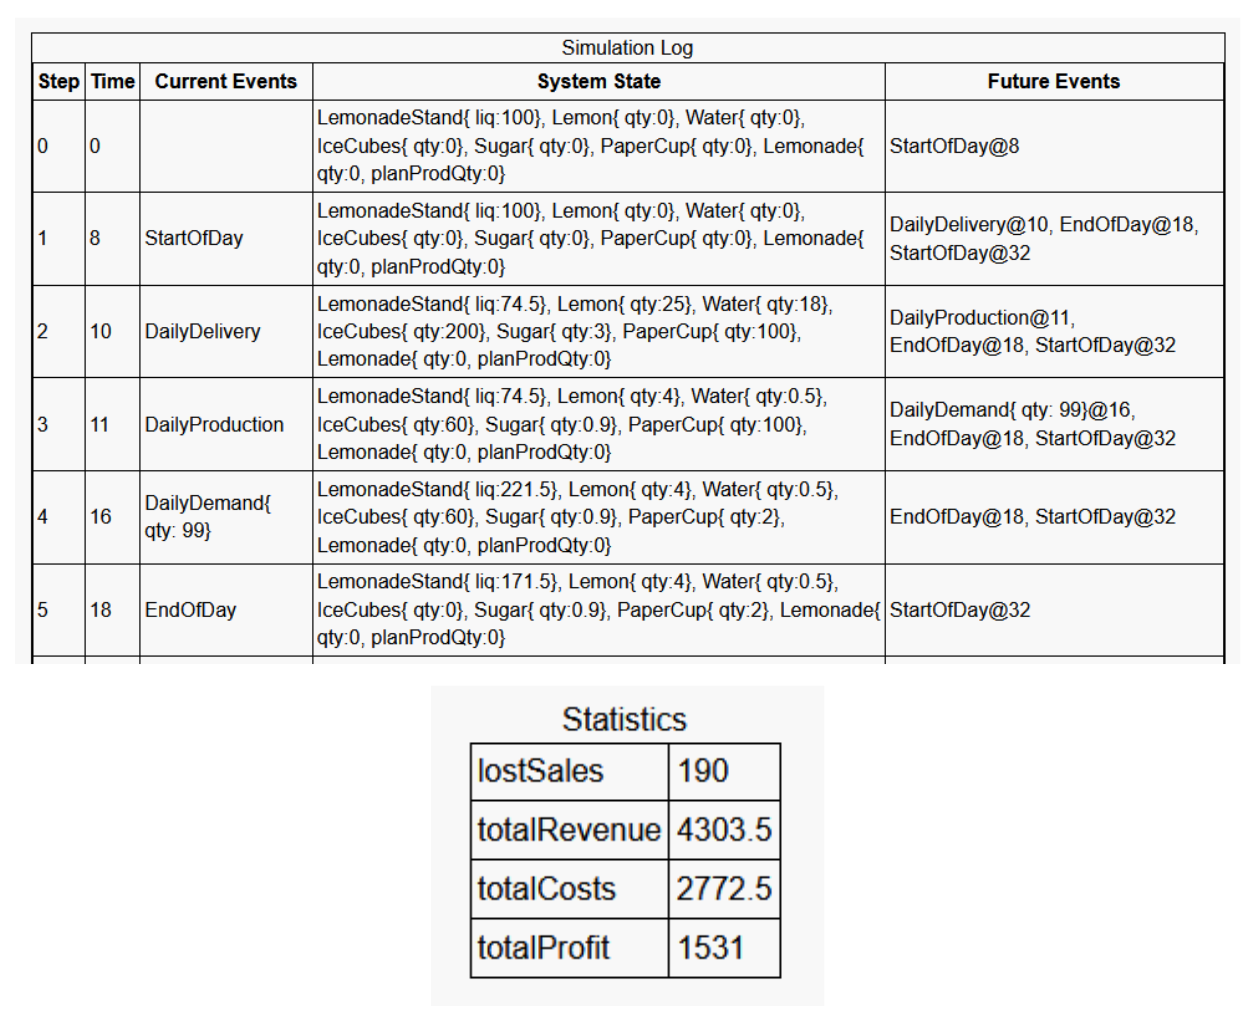 Simulation Log
Step Time Current Events System State Future Events
0 0 LemonadeStand{ liq:100}, Lemon{ qty:0}, Water{ qty:0},
IceCubes{ qty:0}, Sugar{ qty:0}, PaperCup{ qty:0}, Lemonade{
qty:0, planProdQty:0}
StartOfDay@8
1 8 StartOfDay
LemonadeStand{ liq:100}, Lemon{ qty:0}, Water{ qty:0},
IceCubes{ qty:0}, Sugar{ qty:0}, PaperCup{ qty:0}, Lemonade{
qty:0, planProdQty:0}
DailyDelivery@10, EndOfDay@18,
StartOfDay@32
2 10 DailyDelivery
LemonadeStand{ liq:74.5}, Lemon{ qty:25}, Water{ qty:18},
IceCubes{ qty:200}, Sugar{ qty:3}, PaperCup{ qty:100},
Lemonade{ qty:0, planProdQty:0}
DailyProduction@11,
EndOfDay@18, StartOfDay@32
3 11 DailyProduction
LemonadeStand{ liq:74.5}, Lemon{ qty:4}, Water{ qty:0.5},
IceCubes{ qty:60}, Sugar{ qty:0.9}, PaperCup{ qty:100},
Lemonade{ qty:0, planProdQty:0}
DailyDemand{ qty: 99}@16,
EndOfDay@18, StartOfDay@32
4 16 DailyDemand{
qty: 99}
LemonadeStand{ liq:221.5}, Lemon{ qty:4}, Water{ qty:0.5},
IceCubes{ qty:60}, Sugar{ qty:0.9}, PaperCup{ qty:2},
Lemonade{ qty:0, planProdQty:0}
EndOfDay@18, StartOfDay@32
5 18 EndOfDay
LemonadeStand{ liq:171.5}, Lemon{ qty:4}, Water{ qty:0.5},
IceCubes{ qty:0}, Sugar{ qty:0.9}, PaperCup{ qty:2}, Lemonade{
qty:0, planProdQty:0}
StartOfDay@32
Statistics
lostSales 190
totalRevenue 4303.5
totalCosts 2772.5
totalProfit 1531